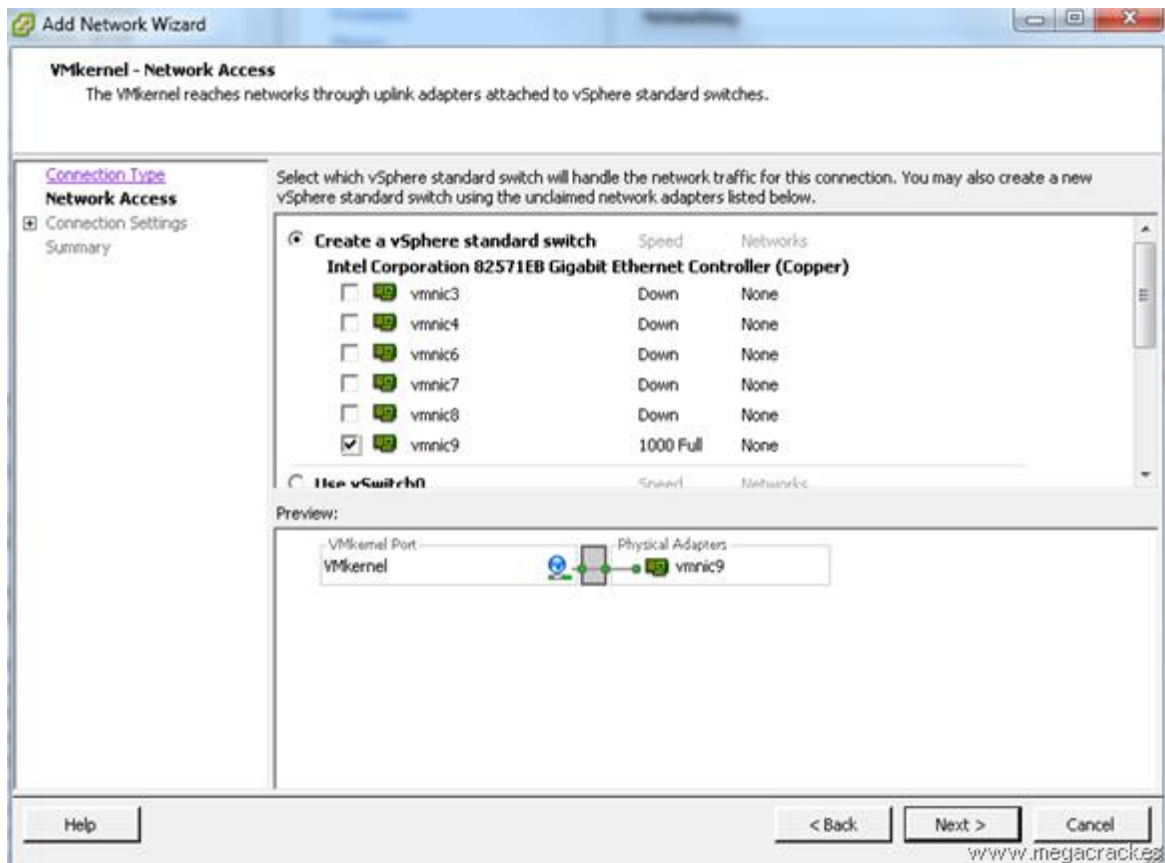 Add Network Wizard
VMkernel - Network Access
The VMkernel reaches networks through uplink adapters attached to vSphere standard switches.
Connection Type
Network Access
Connection Settings
Summary
Select which vSphere standard switch will handle the network traffic for this connection. You may also create a new
vSphere standard switch using the unclaimed network adapters listed below.
Create a vSphere standard switch Speed Networks
Intel Corporation 82571EB Gigabit Ethernet Controller (Copper)
vmnic3 Down None
vmnic4 Down None
vmnic6 Down None
vmnic7 Down None
vmnic8 Down None
vmnic9 1000 Full None
Use vSwitch0 Speed Networks
Preview:
VMkernel Port Physical Adapters
VMkernel vmnic9
Help < Back Next > Cancel
www.megacrack.es